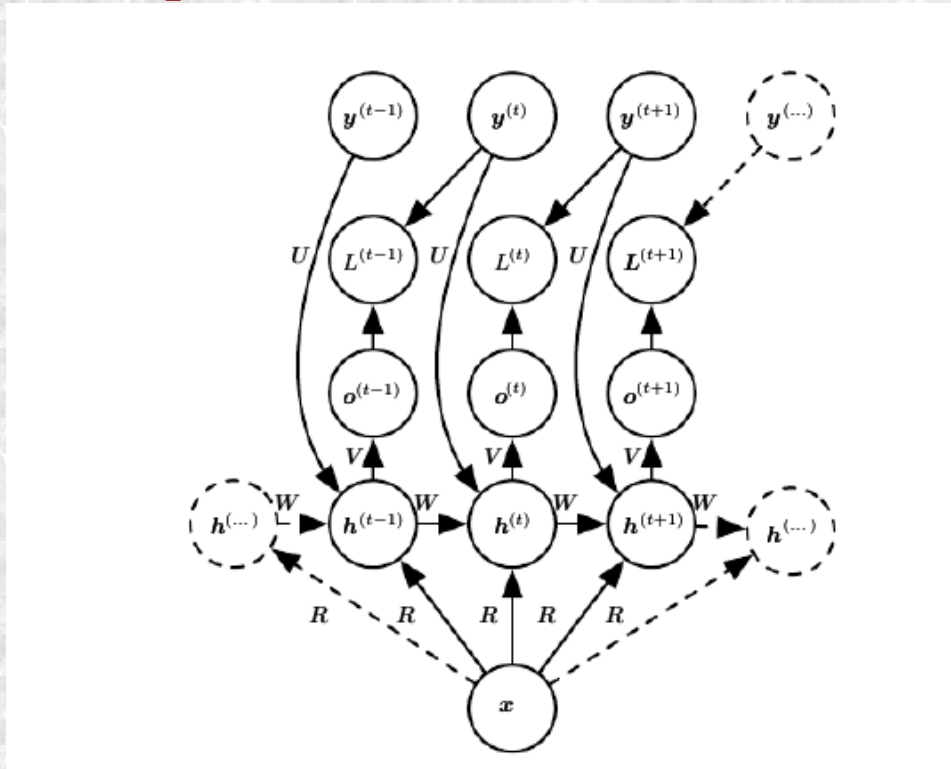 y^(t−1) y^(t) y^(t+1) y^(...)
U L^(t−1) U L^(t) U L^(t+1)
o^(t−1) o^(t) o^(t+1)
V V V
W W W W
h^(...) h^(t−1) h^(t) h^(t+1) h^(...)
R R R R R
x